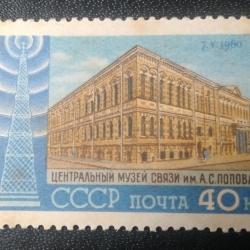 7.V.1960
ЦЕНТРАЛЬНЫЙ МУЗЕЙ СВЯЗИ ИМ. А.С. ПОПОВА
СССР ПОЧТА 40 К